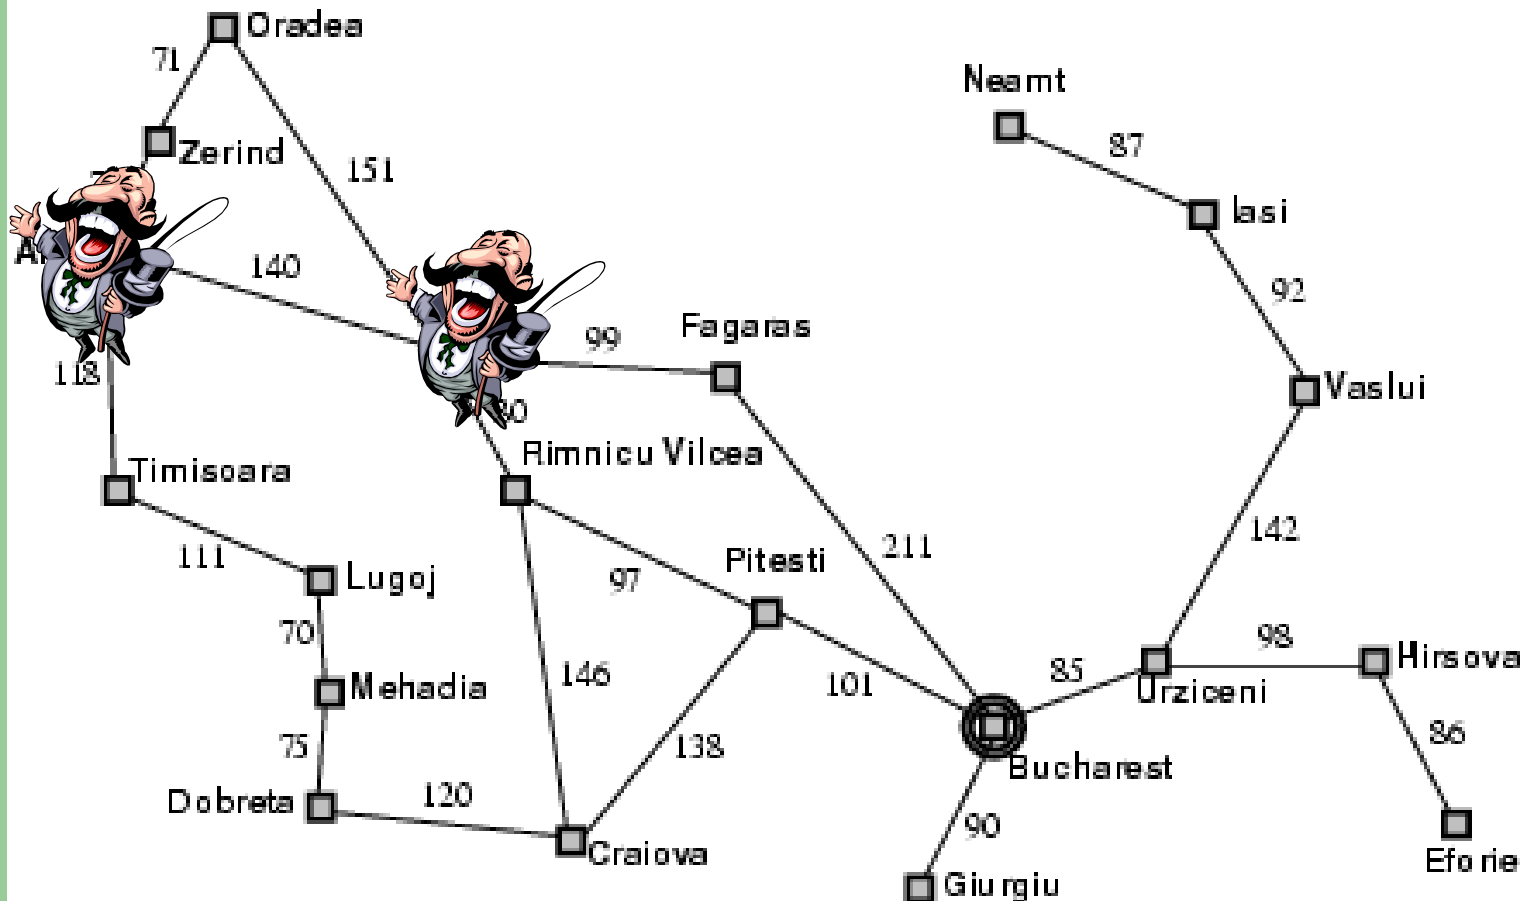 Oradea
71
Neamt
87
Zerind
151
Iasi
140
92
99
Fagaras
118
Vaslui
Rimnicu Vilcea
Timisoara
142
211
111
Pitesti
Lugoj
97
70
98
Hirsova
146
85
Urziceni
Mehadia
101
86
75
138
Bucharest
Dobreta
120
90
Craiova
Eforie
Giurgiu